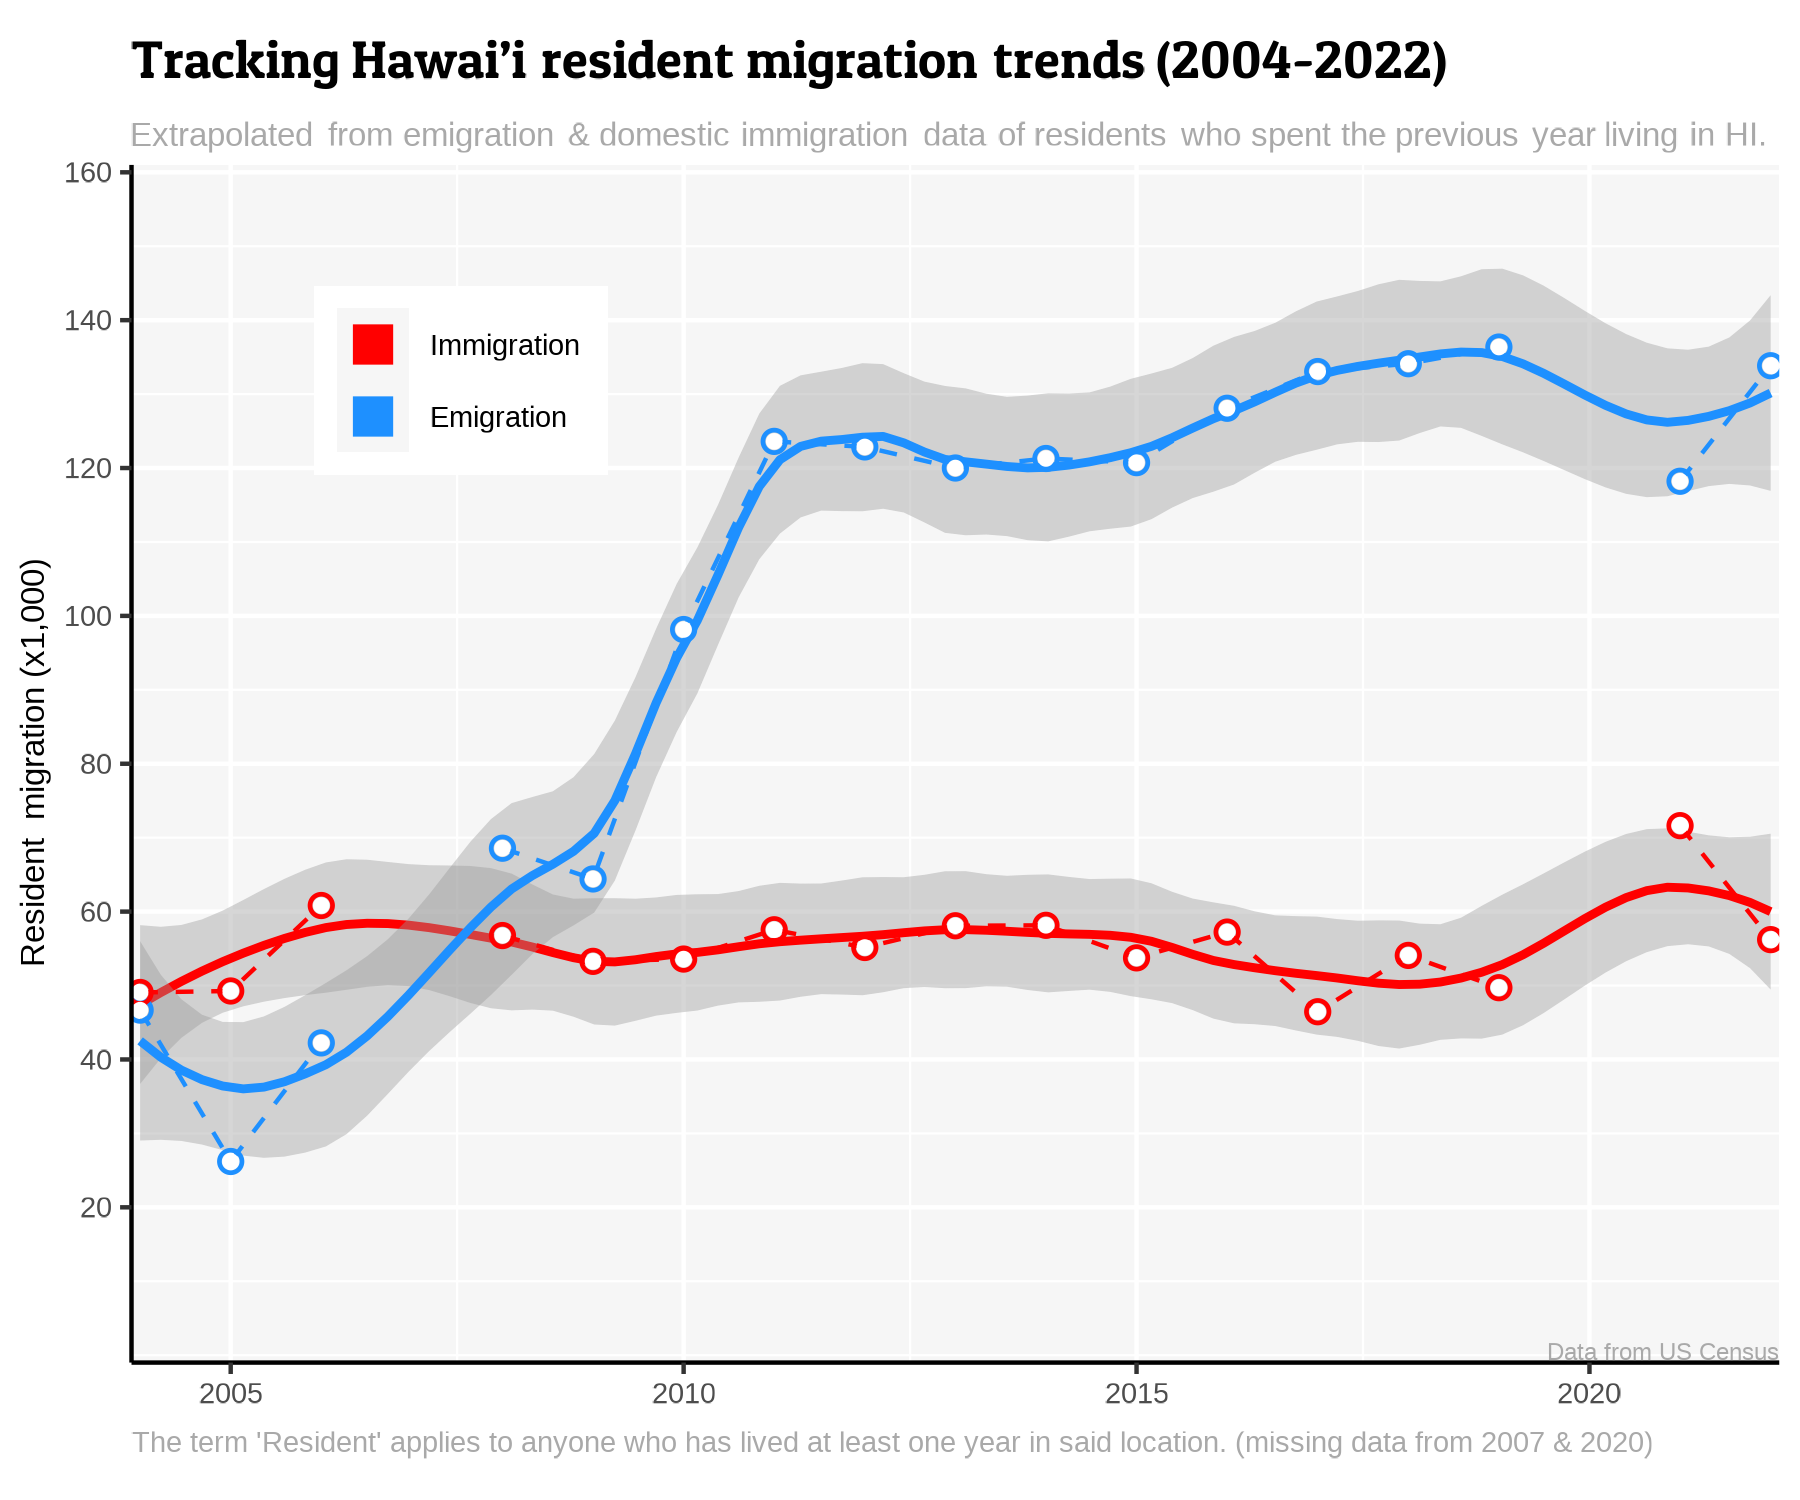 Tracking Hawai’i resident migration trends (2004-2022)
Extrapolated from emigration & domestic immigration data of residents who spent the previous year living in HI.
160
140
120
100
80
60
40
20
Resident migration (x1,000)
Immigration
Emigration
Data from US Census
2005 2010 2015 2020
The term 'Resident' applies to anyone who has lived at least one year in said location. (missing data from 2007 & 2020)